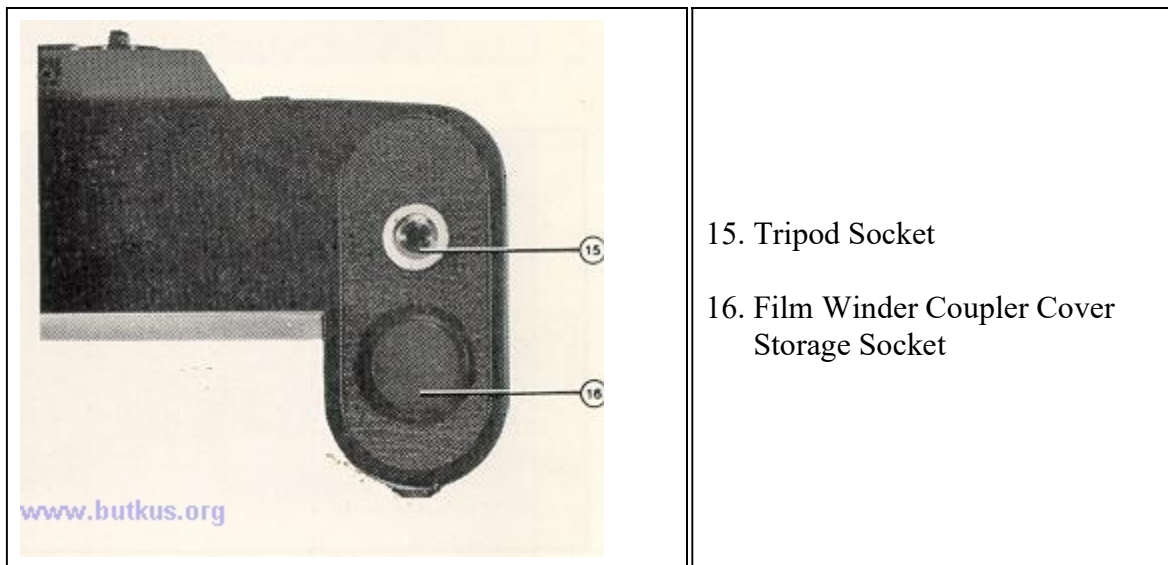 15
16
www.butkus.org
15. Tripod Socket
16. Film Winder Coupler Cover
Storage Socket